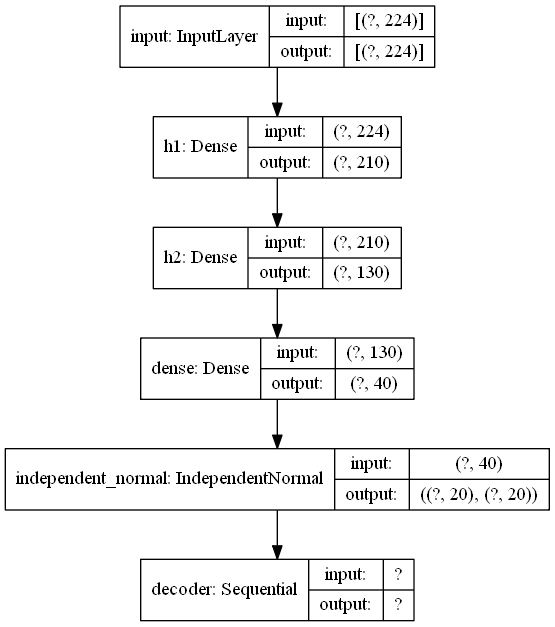 input: InputLayer
input: [(?, 224)]
output: [(?, 224)]
h1: Dense
input: (?, 224)
output: (?, 210)
h2: Dense
input: (?, 210)
output: (?, 130)
dense: Dense
input: (?, 130)
output: (?, 40)
independent_normal: IndependentNormal
input: (?, 40)
output: ((?, 20), (?, 20))
decoder: Sequential
input: ?
output: ?